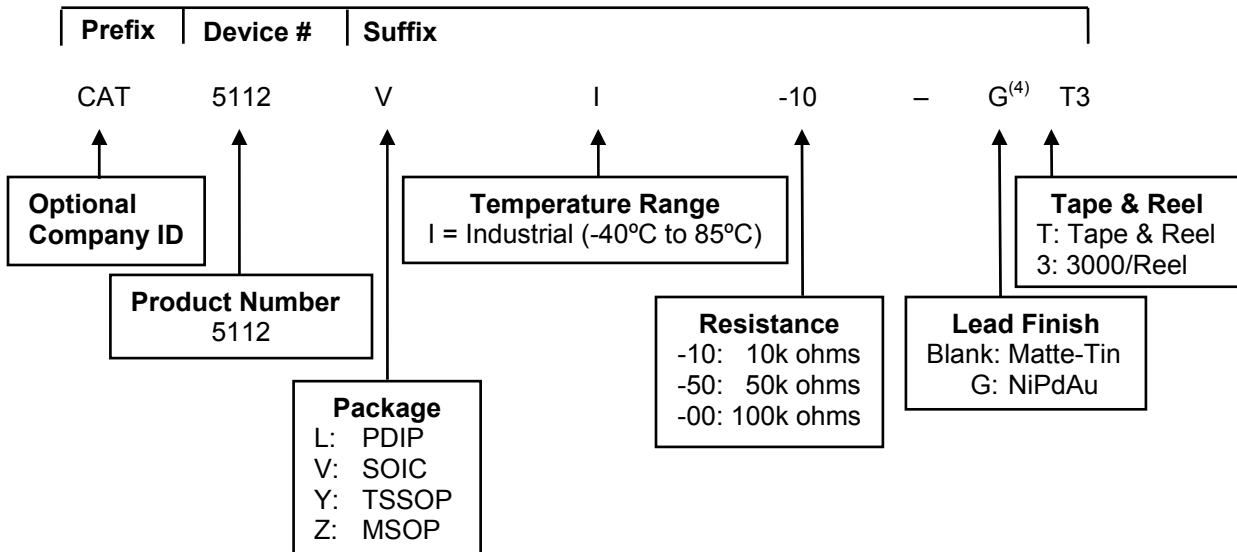 Prefix Device # Suffix
CAT 5112 V I -10 – G(4) T3
Optional
Company ID
Product Number
5112
Package
L: PDIP
V: SOIC
Y: TSSOP
Z: MSOP
Temperature Range
I = Industrial (-40ºC to 85ºC)
Resistance
-10: 10k ohms
-50: 50k ohms
-00: 100k ohms
Lead Finish
Blank: Matte-Tin
G: NiPdAu
Tape & Reel
T: Tape & Reel
3: 3000/Reel